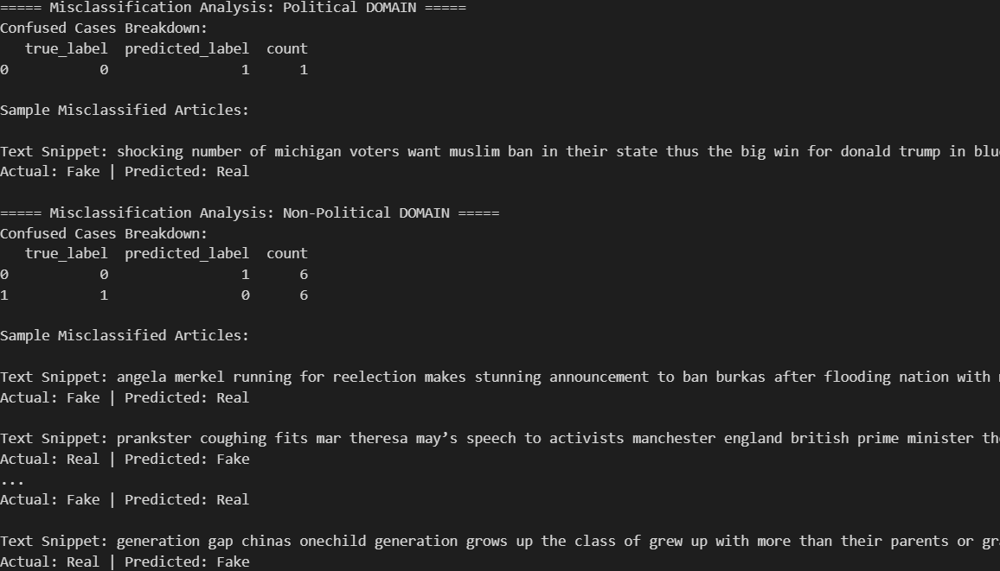 ===== Misclassification Analysis: Political DOMAIN =====
Confused Cases Breakdown:
   true_label  predicted_label  count
0           0                1      1
Sample Misclassified Articles:
Text Snippet: shocking number of michigan voters want muslim ban in their state thus the big win for donald trump in
Actual: Fake | Predicted: Real
===== Misclassification Analysis: Non-Political DOMAIN =====
Confused Cases Breakdown:
   true_label  predicted_label  count
0           0                1      6
1           1                0      6
Sample Misclassified Articles:
Text Snippet: angela merkel running for reelection makes stunning announcement to ban burkas after flooding nation with
Actual: Fake | Predicted: Real
Text Snippet: prankster coughing fits mar theresa may’s speech to activists manchester england british prime minister
Actual: Real | Predicted: Fake
...
Actual: Fake | Predicted: Real
Text Snippet: generation gap chinas onechild generation grows up the class of grew up with more than their parents or
Actual: Real | Predicted: Fake